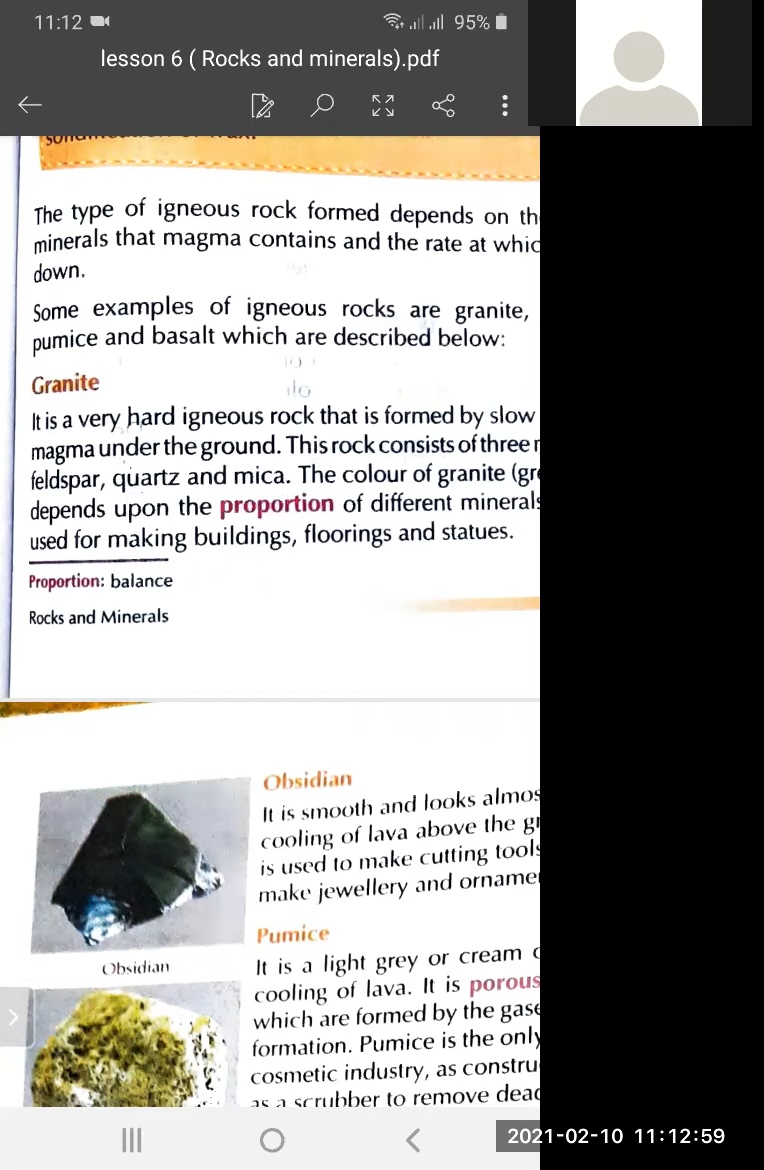 11:12 95%
lesson 6 ( Rocks and minerals).pdf
The type of igneous rock formed depends on
minerals that magma contains and the rate at
down.
Some examples of igneous rocks are granite,
pumice and basalt which are described below:
Granite
It is a very hard igneous rock that is formed by slow
magma under the ground. This rock consists of three
feldspar, quartz and mica. The colour of granite
depends upon the proportion of different minerals
used for making buildings, floorings and statues.
Proportion: balance
Rocks and Minerals
Obsidian
It is smooth and looks
cooling of lava above the
is used to make cutting tools
make jewellery and
Obsidian
Pumice
It is a light grey or cream
cooling of lava. It is porous
which are formed by the
formation. Pumice is the only
cosmetic industry, as
as a scrubber to remove
2021-02-10 11:12:59